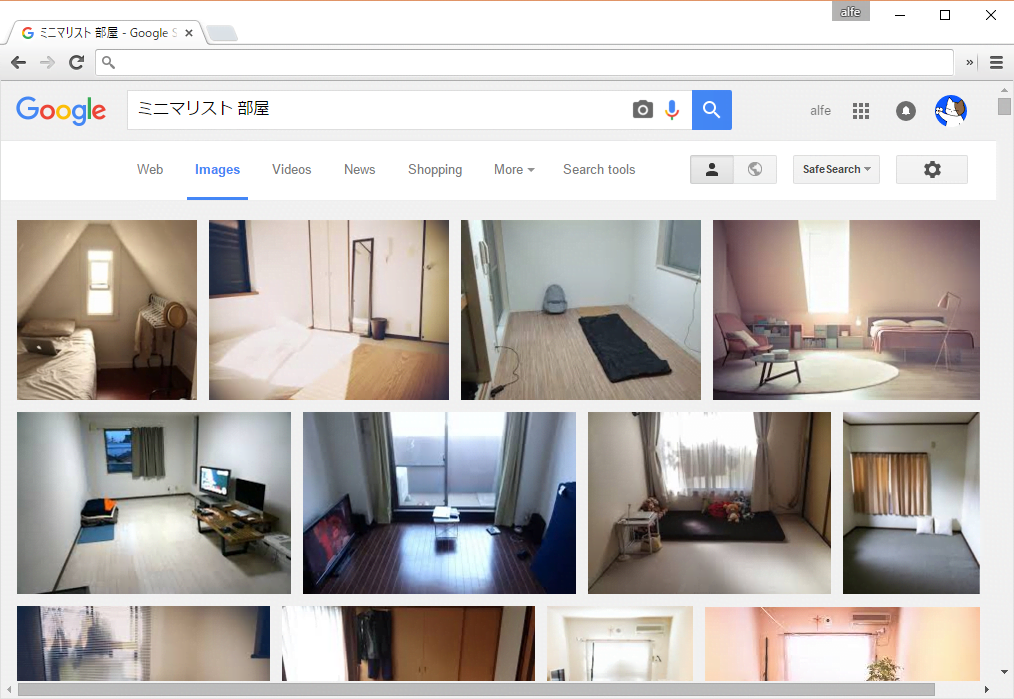 alfe
ミニマリスト 部屋 - Google S
Google
ミニマリスト 部屋
alfe
Web
Images
Videos
News
Shopping
More
Search tools
SafeSearch